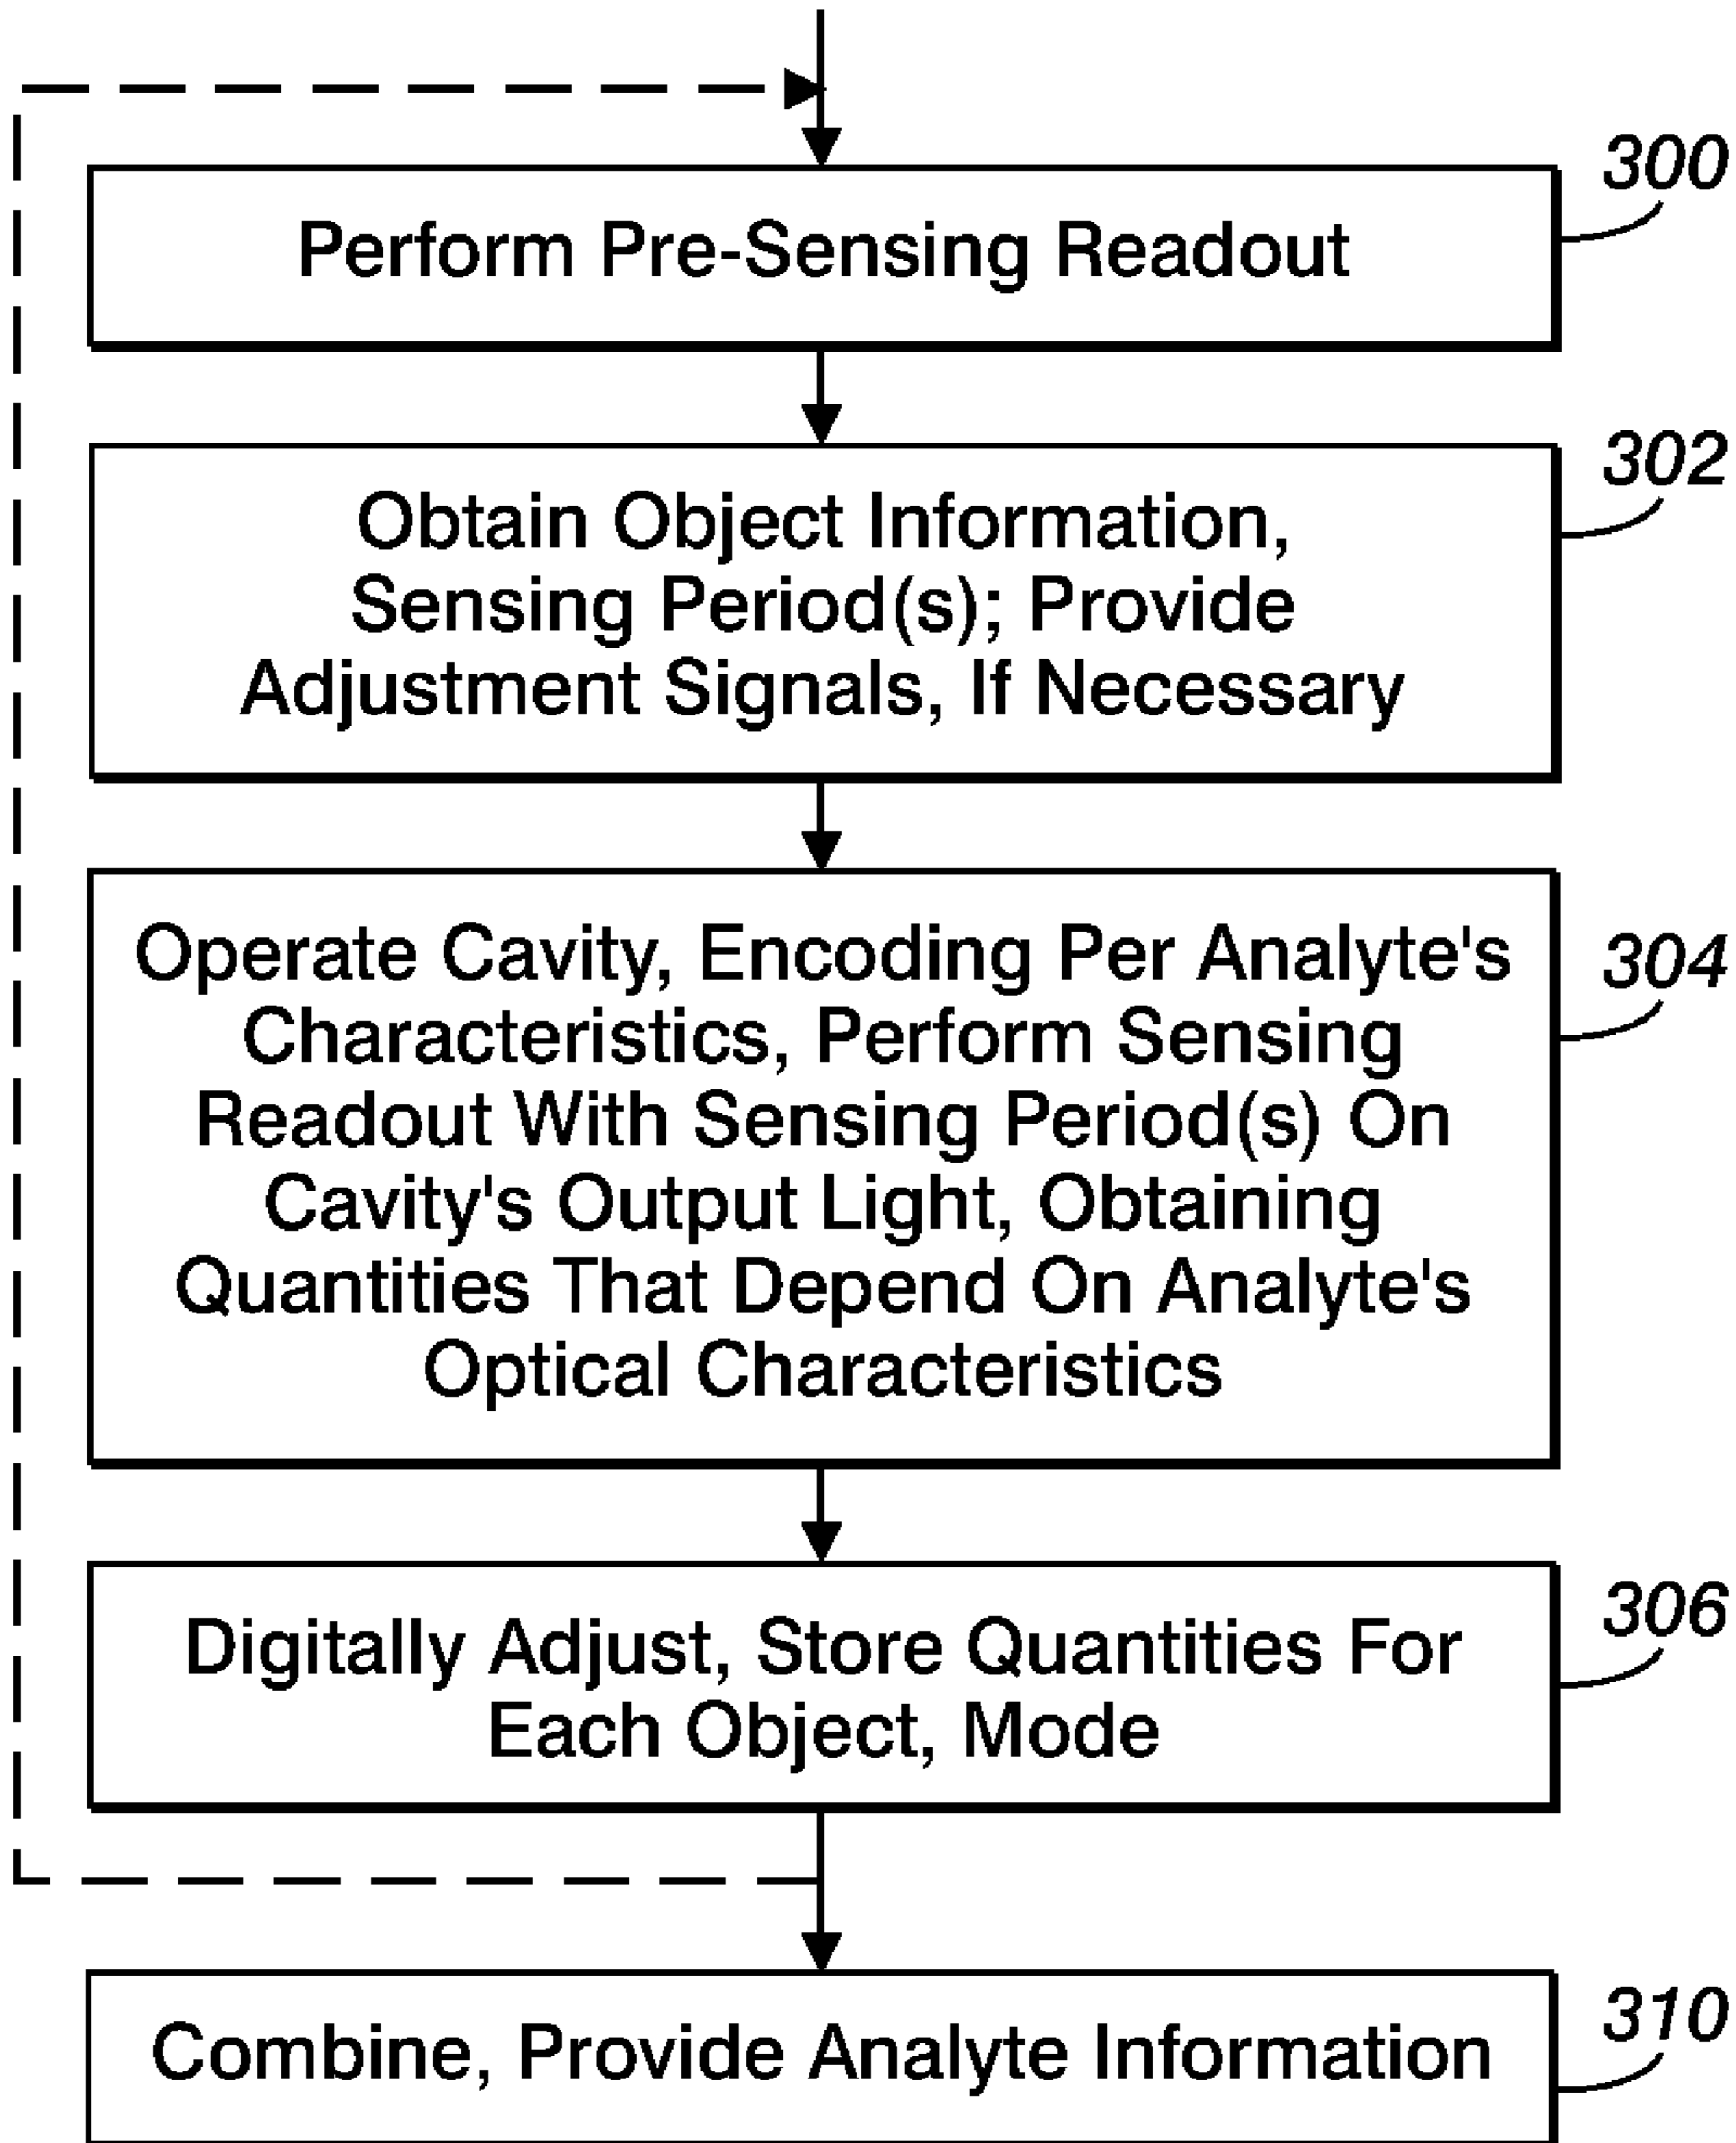 300
Perform Pre-Sensing Readout
302
Obtain Object Information,
Sensing Period(s); Provide
Adjustment Signals, If Necessary
304
Operate Cavity, Encoding Per Analyte's
Characteristics, Perform Sensing
Readout With Sensing Period(s) On
Cavity's Output Light, Obtaining
Quantities That Depend On Analyte's
Optical Characteristics
306
Digitally Adjust, Store Quantities For
Each Object, Mode
310
Combine, Provide Analyte Information